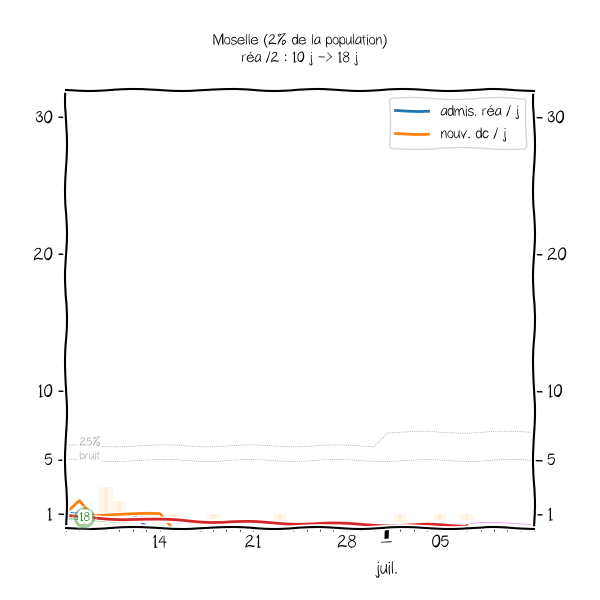 Moselle (2% de la population)
réa /2 : 10 j -> 18 j
admis. réa / j
nouv. dc / j
30
30
20
20
10
10
25%
bruit
5
5
18
1
1
14
21
28
1
05
juil.